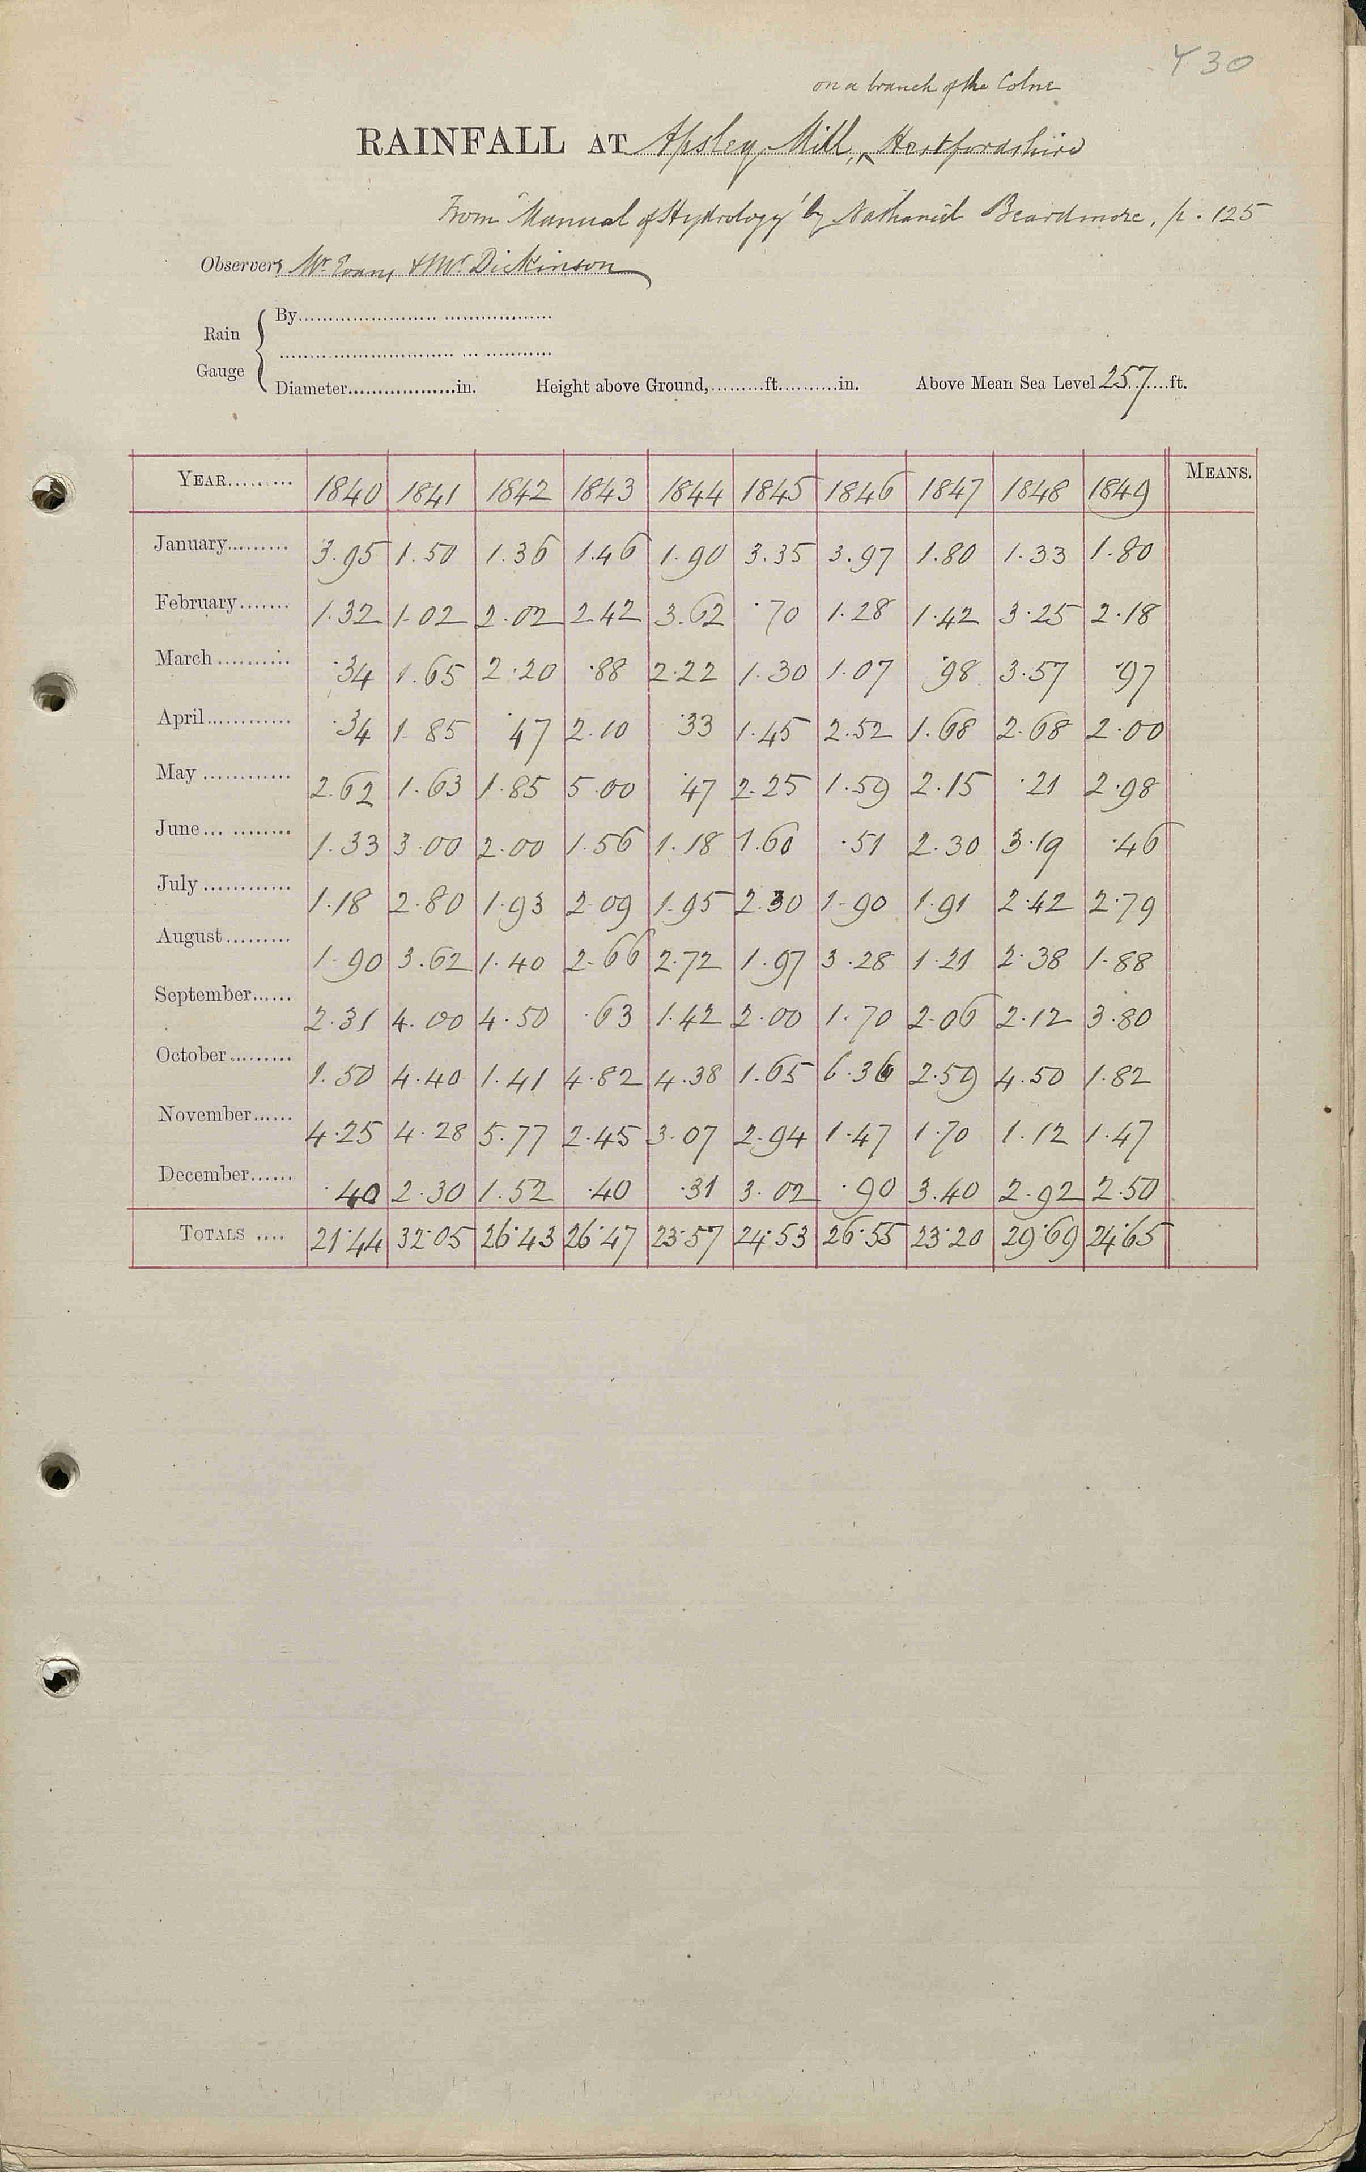 Y 30
on a branch of the Colne
RAINFALL AT Apsley Mill, ^ Hertfordshire
From "Manual of Hydrology" by Nathaniel Beardmore, p. 125
Observers Mr Evans & Mr Dickinson
Rain Gauge { By
Diameter in. Height above Ground, ft. in. Above Mean Sea Level 257 ft.
YEAR 1840 1841 1842 1843 1844 1845 1846 1847 1848 1849 MEANS.
January 3.95 1.50 1.36 1.46 1.90 3.35 3.97 1.80 1.33 1.80
February 1.32 1.02 2.02 2.42 3.62 .70 1.28 1.42 3.25 2.18
March .34 1.65 2.20 .88 2.22 1.30 1.07 .98 3.57 .97
April .34 1.85 .47 2.10 .33 1.45 2.52 1.68 2.68 2.00
May 2.62 1.63 1.85 5.00 .47 2.25 1.59 2.15 .21 2.98
June 1.33 3.00 2.00 1.56 1.18 1.60 .51 2.30 3.19 .46
July 1.18 2.80 1.93 2.09 1.95 2.30 1.90 1.91 2.42 2.79
August 1.90 3.62 1.40 2.66 2.72 1.97 3.28 1.21 2.38 1.88
September 2.31 4.00 4.50 .63 1.42 2.00 1.70 2.06 2.12 3.80
October 1.50 4.40 1.41 4.82 4.38 1.65 6.36 2.59 4.50 1.82
November 4.25 4.28 5.77 2.45 3.07 2.94 1.47 1.70 1.12 1.47
December .40 2.30 1.52 .40 .31 3.02 .90 3.40 2.92 2.50
TOTALS 21.44 32.05 26.43 26.47 23.57 24.53 26.55 23.20 29.69 24.65